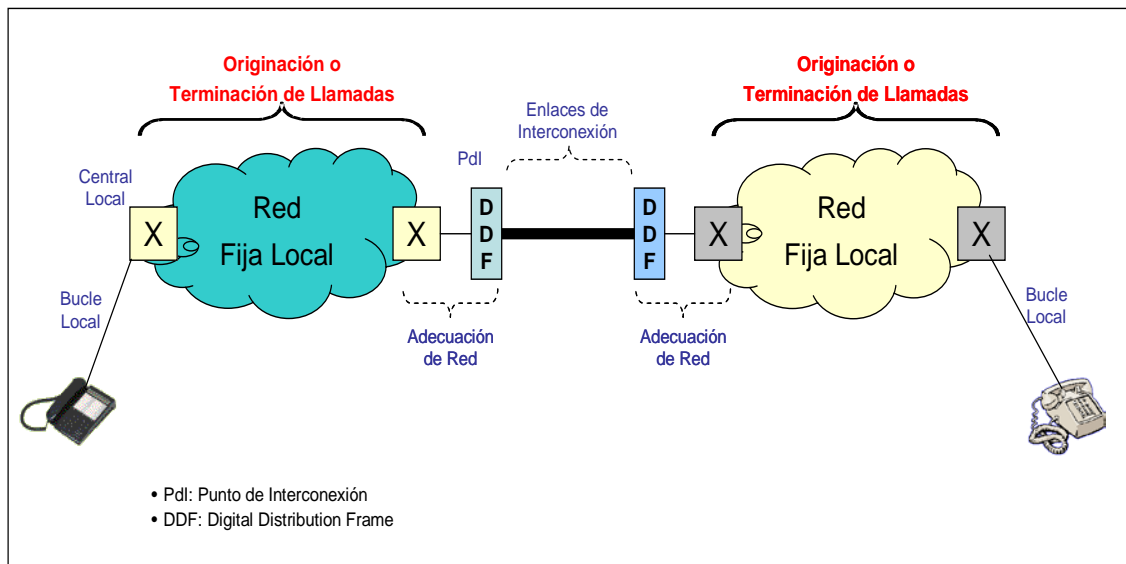 Originación o
Terminación de Llamadas
Originación o
Terminación de Llamadas
Enlaces de
Interconexión
PdI
Central
Local
X
Red
Fija Local
X
D
D
F
D
D
F
X
Red
Fija Local
X
Bucle
Local
Adecuación
de Red
Adecuación
de Red
Bucle
Local
• PdI: Punto de Interconexión
• DDF: Digital Distribution Frame